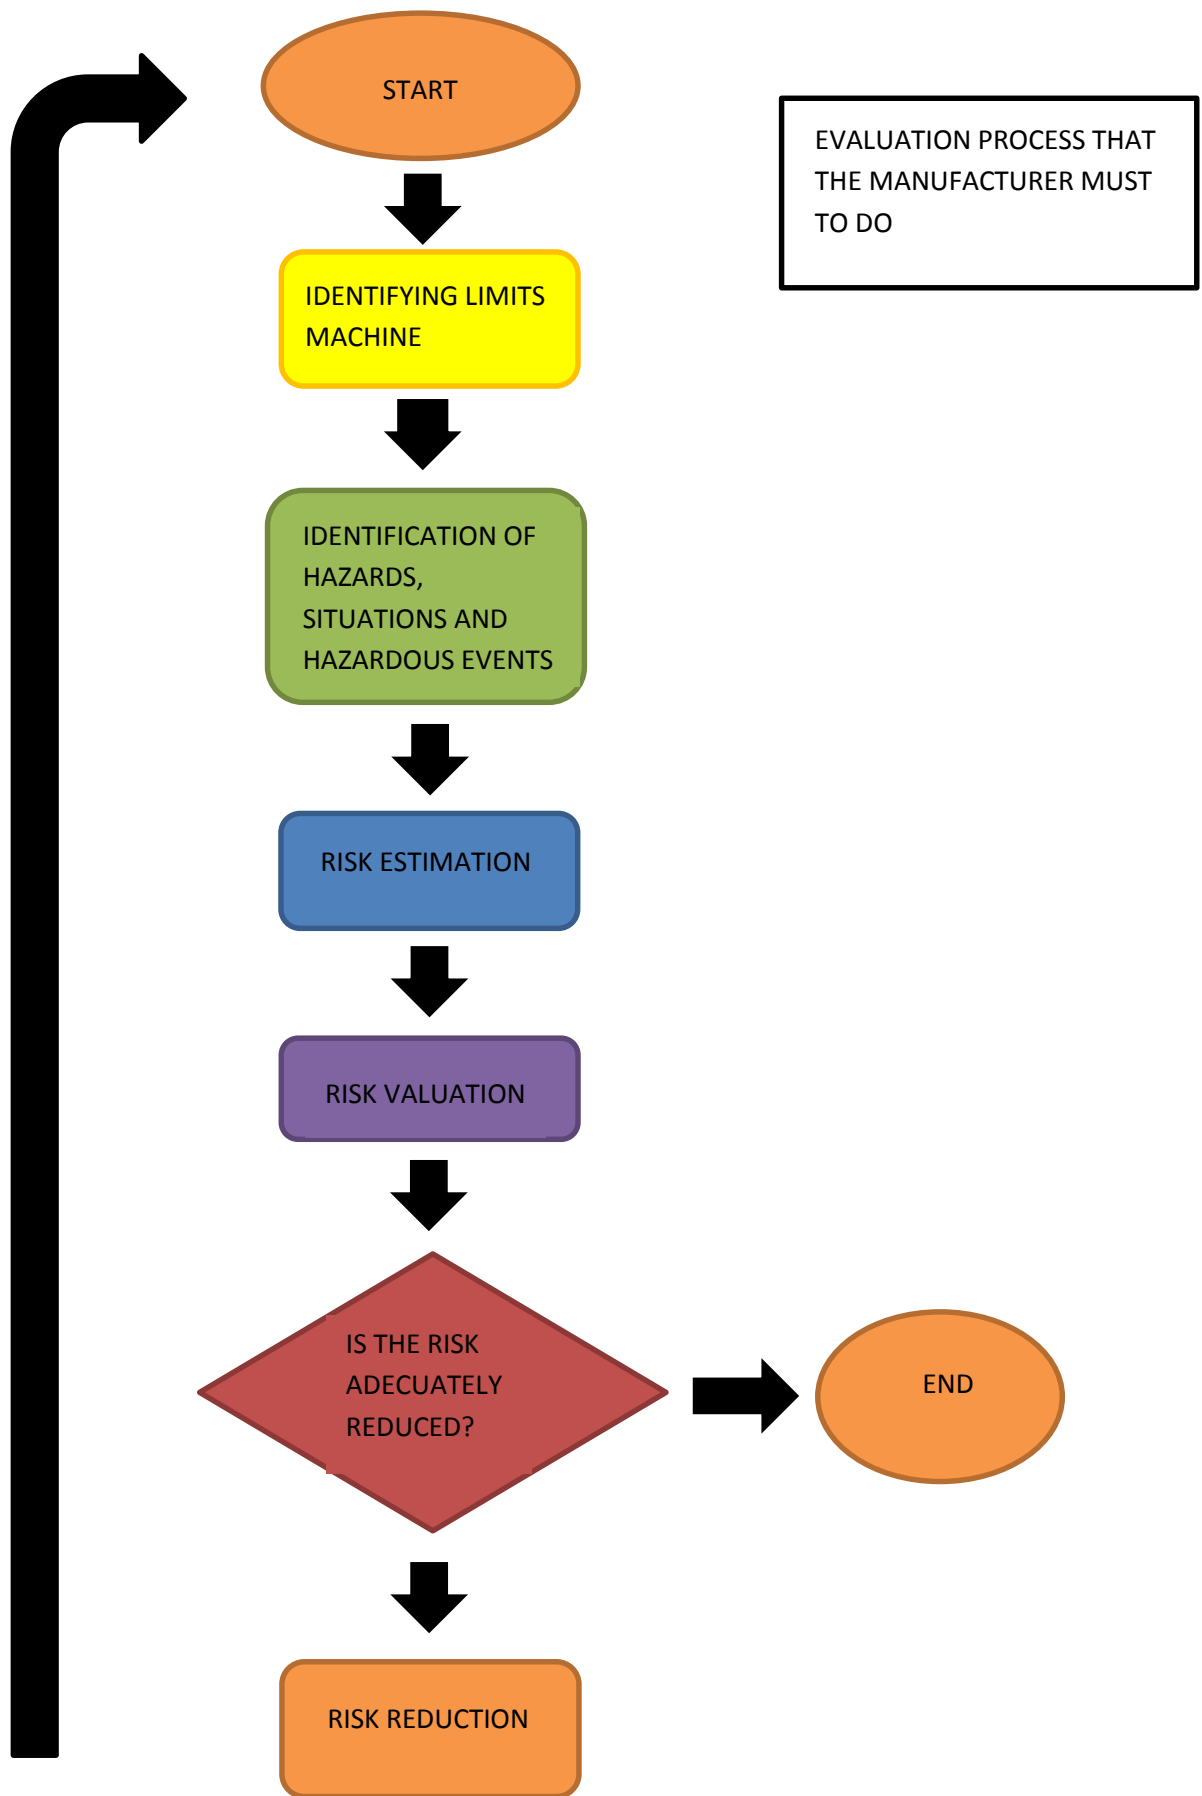 START
EVALUATION PROCESS THAT
THE MANUFACTURER MUST
TO DO
IDENTIFYING LIMITS
MACHINE
IDENTIFICATION OF
HAZARDS,
SITUATIONS AND
HAZARDOUS EVENTS
RISK ESTIMATION
RISK VALUATION
IS THE RISK
ADECUATELY
REDUCED?
END
RISK REDUCTION